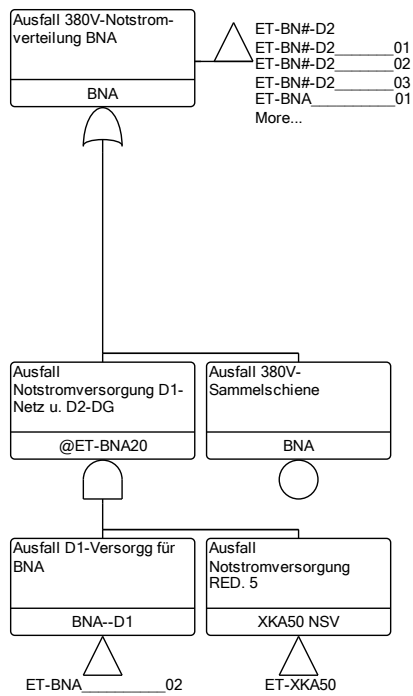 Ausfall 380V-Notstrom-
verteilung BNA
BNA
ET-BN#-D2
ET-BN#-D2_______01
ET-BN#-D2_______02
ET-BN#-D2_______03
ET-BNA__________01
More...
Ausfall
Notstromversorgung D1-
Netz u. D2-DG
@ET-BNA20
Ausfall 380V-
Sammelschiene
BNA
Ausfall D1-Versorgg für
BNA
BNA--D1
Ausfall
Notstromversorgung
RED. 5
XKA50 NSV
ET-BNA__________02
ET-XKA50